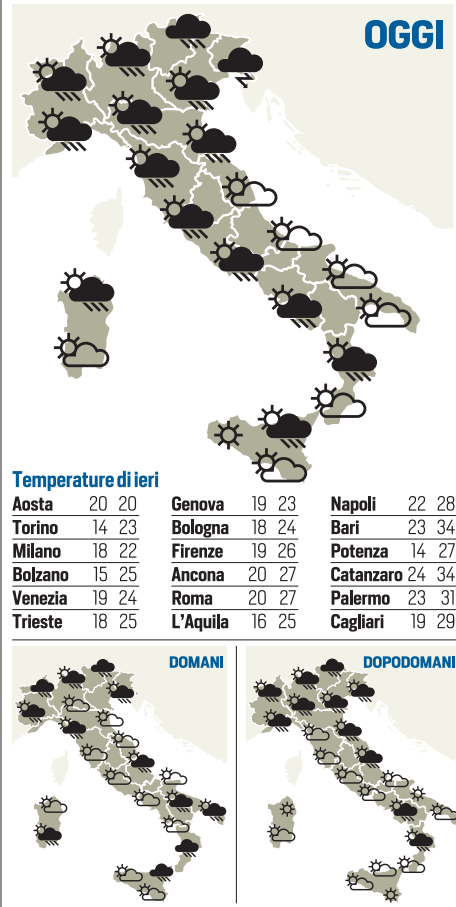 OGGI
Temperature di ieri
Aosta 20 20
Torino 14 23
Milano 18 22
Bolzano 15 25
Venezia 19 24
Trieste 18 25
Genova 19 23
Bologna 18 24
Firenze 19 26
Ancona 20 27
Roma 20 27
L'Aquila 16 25
Napoli 22 28
Bari 23 34
Potenza 14 27
Catanzaro 24 34
Palermo 23 31
Cagliari 19 29
DOMANI
DOPODOMANI